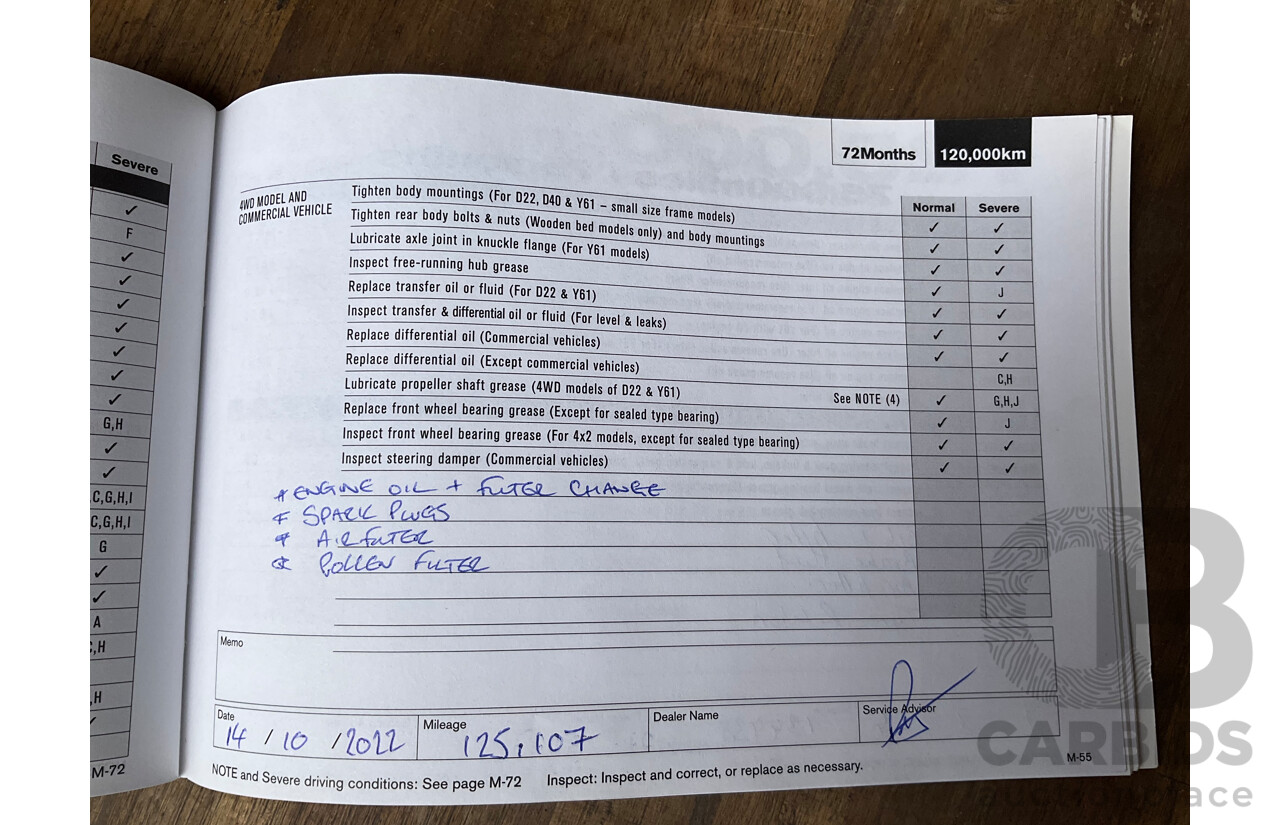 Severe
✓
F
✓
✓
✓
✓
✓
✓
✓
G,H
✓
✓
C,G,H,I
C,G,H,I
G
✓
✓
A
,H
,H
✓
M-72
72Months 120,000km
Normal Severe
4WD MODEL AND
COMMERCIAL VEHICLE
Tighten body mountings (For D22, D40 & Y61 – small size frame models) ✓ ✓
Tighten rear body bolts & nuts (Wooden bed models only) and body mountings ✓ ✓
Lubricate axle joint in knuckle flange (For Y61 models) ✓ ✓
Inspect free-running hub grease ✓ J
Replace transfer oil or fluid (For D22 & Y61) ✓ ✓
Inspect transfer & differential oil or fluid (For level & leaks) ✓ ✓
Replace differential oil (Commercial vehicles) ✓ ✓
Replace differential oil (Except commercial vehicles) C,H
Lubricate propeller shaft grease (4WD models of D22 & Y61) See NOTE (4) ✓ G,H,J
Replace front wheel bearing grease (Except for sealed type bearing) ✓ J
Inspect front wheel bearing grease (For 4x2 models, except for sealed type bearing) ✓ ✓
Inspect steering damper (Commercial vehicles) ✓ ✓
* ENGINE OIL + FILTER CHANGE
* SPARK PLUGS
* AIR FILTER
* POLLEN FILTER
Memo
Date 14 / 10 / 2022 Mileage 125,107 Dealer Name Service Advisor
NOTE and Severe driving conditions: See page M-72 Inspect: Inspect and correct, or replace as necessary. M-55
CB
CARBIDS